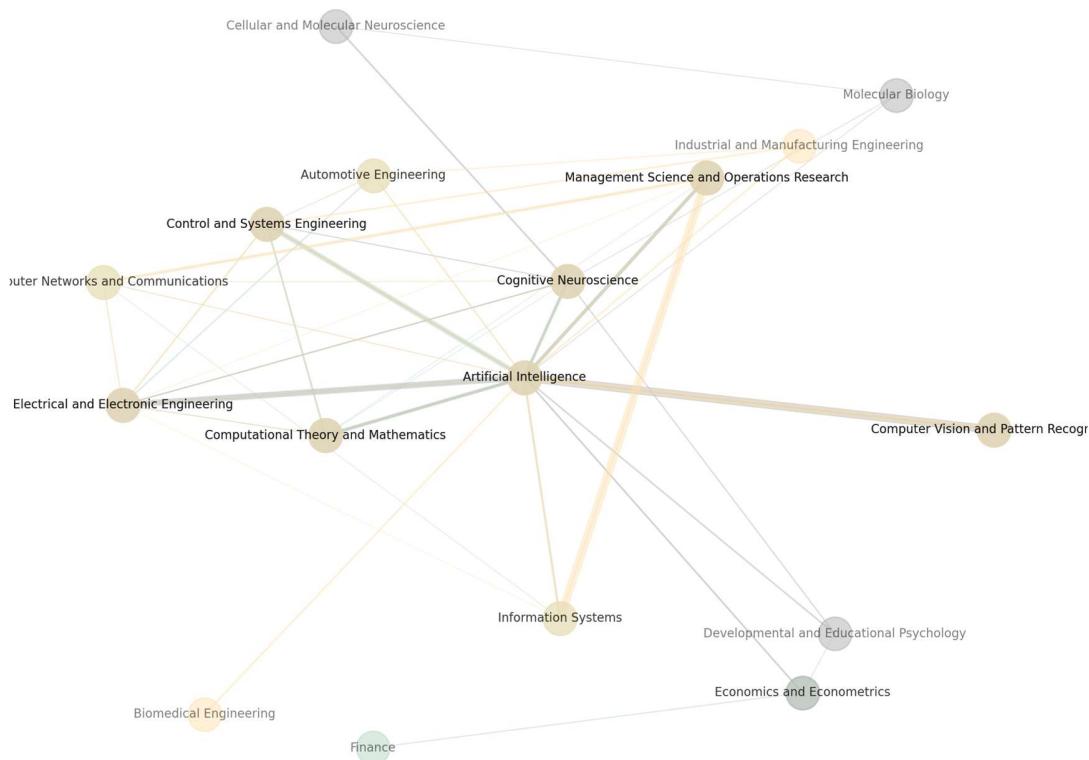 Cellular and Molecular Neuroscience
Molecular Biology
Industrial and Manufacturing Engineering
Automotive Engineering
Management Science and Operations Research
Control and Systems Engineering
Cognitive Neuroscience
outer Networks and Communications
Artificial Intelligence
Electrical and Electronic Engineering
Computer Vision and Pattern Recogn
Computational Theory and Mathematics
Information Systems
Developmental and Educational Psychology
Economics and Econometrics
Biomedical Engineering
Finance